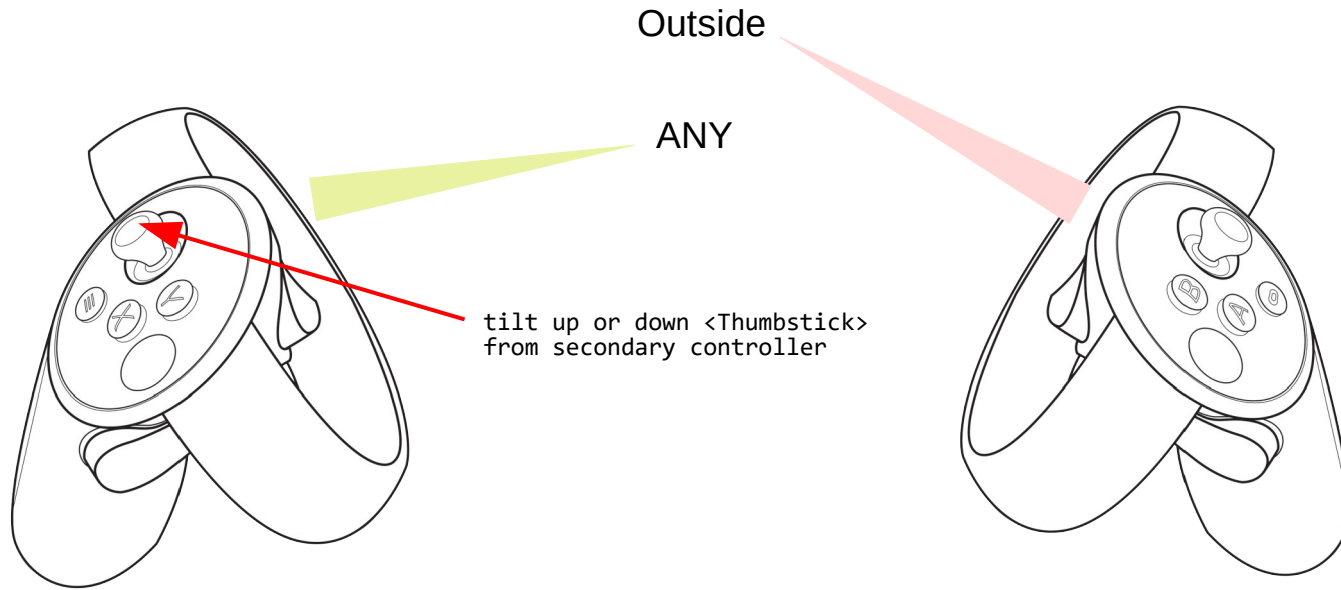 Outside
ANY
tilt up or down <Thumbstick>
from secondary controller
X
Y
B
A